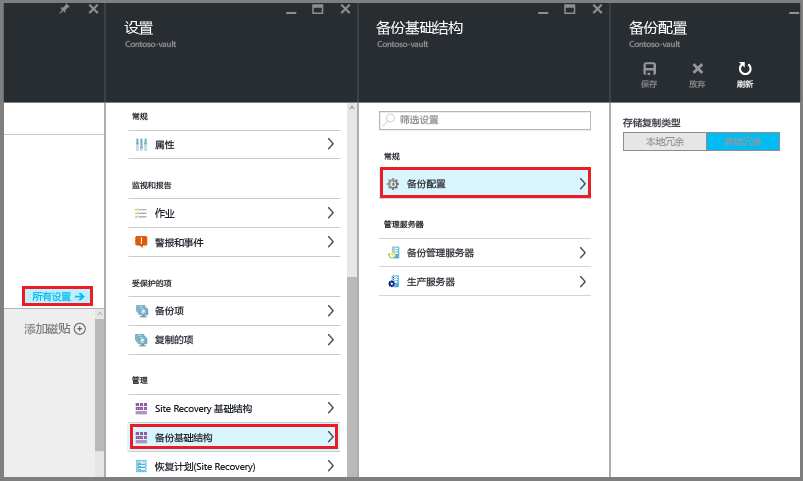 所有设置
添加磁贴
设置
Contoso-vault
常规
属性
监视和报告
作业
警报和事件
受保护的项
备份项
复制的项
管理
Site Recovery 基础结构
备份基础结构
恢复计划(Site Recovery)
备份基础结构
Contoso-vault
筛选设置
常规
备份配置
管理服务器
备份管理服务器
生产服务器
备份配置
Contoso-vault
保存
放弃
刷新
存储复制类型
本地冗余